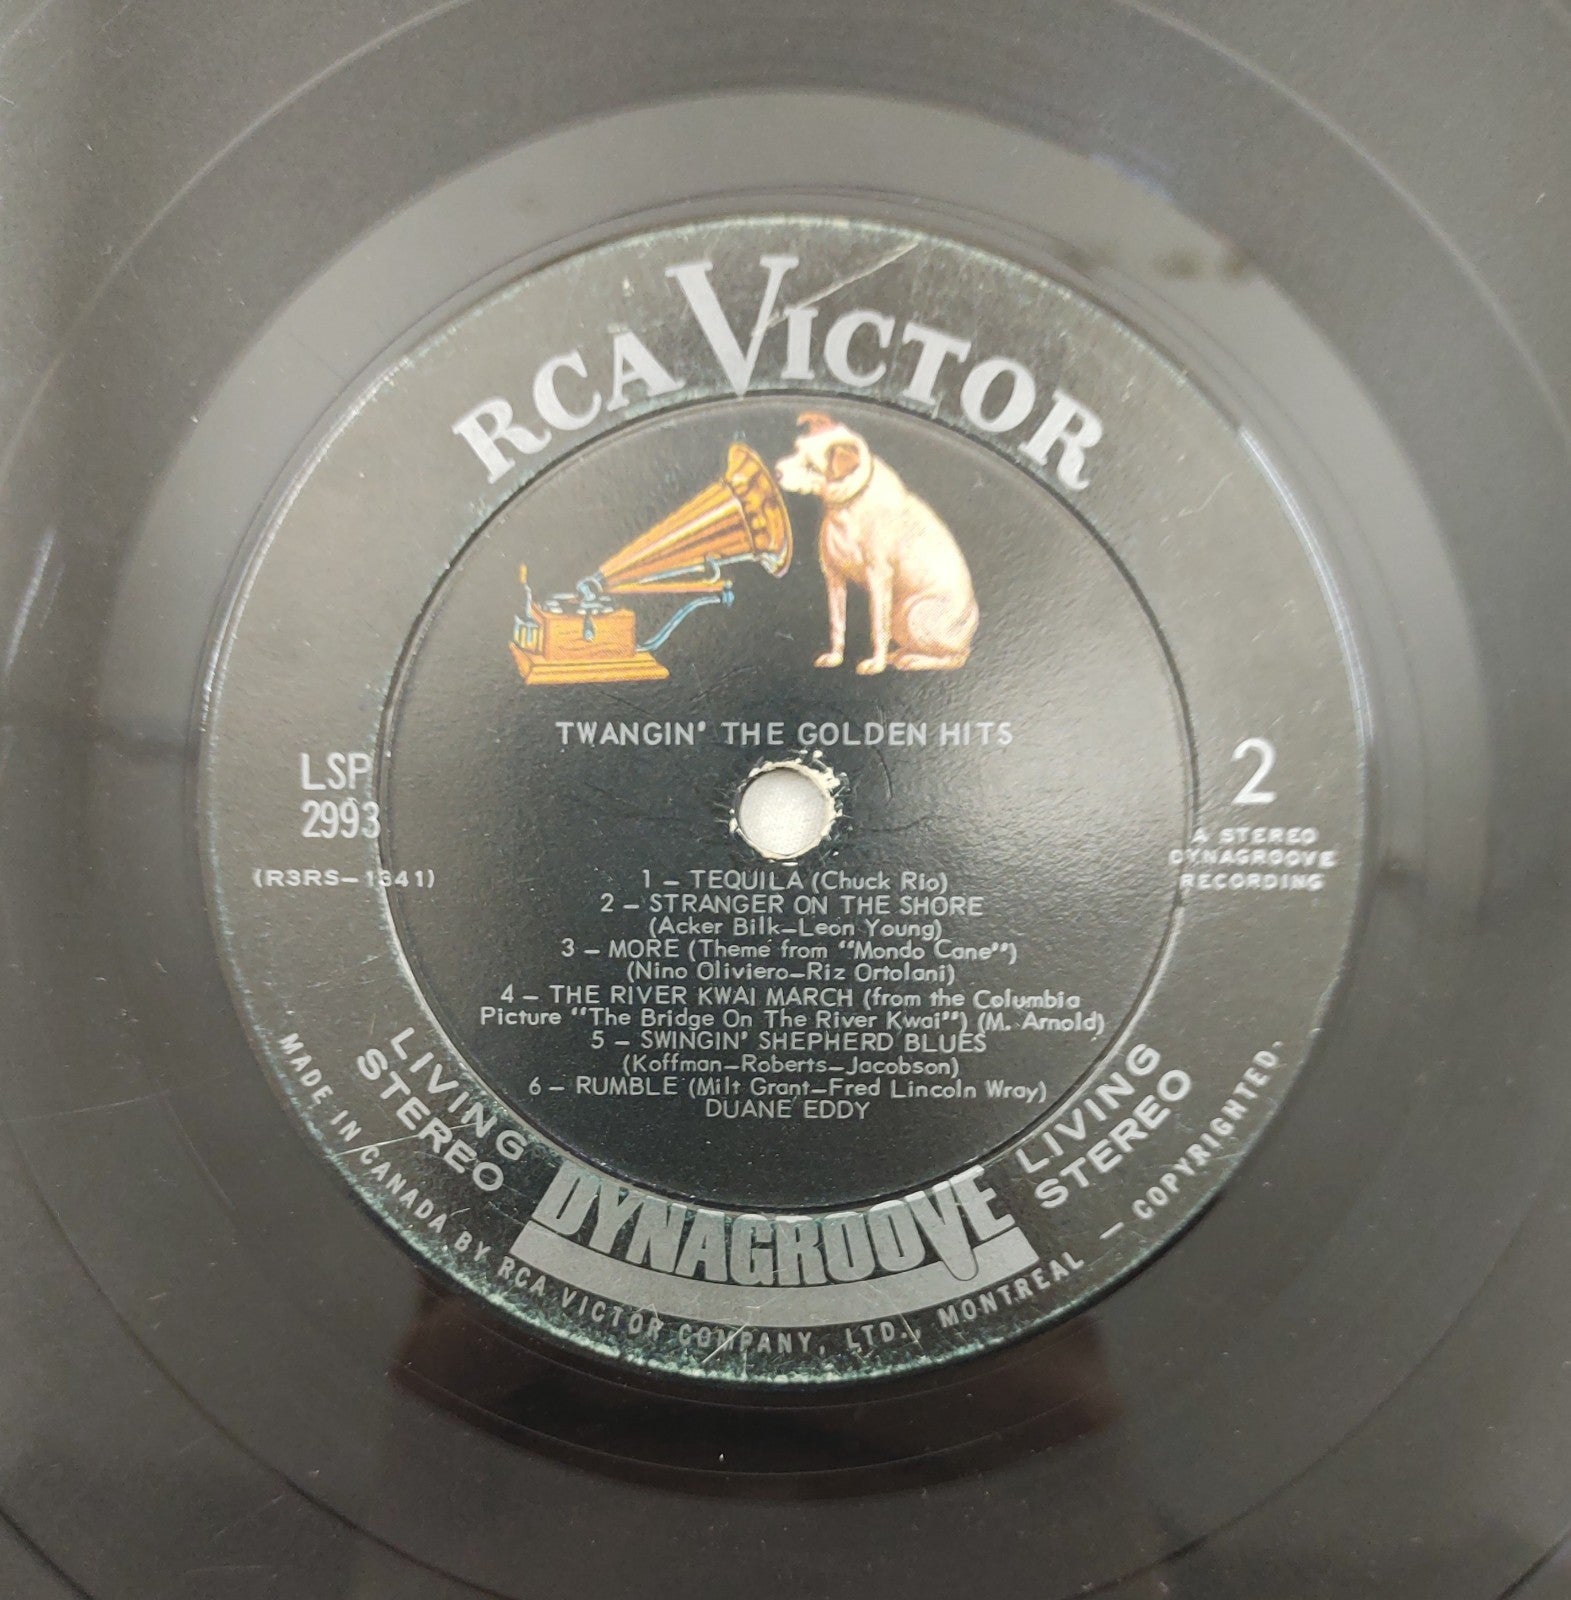 RCA VICTOR
TWANGIN' THE GOLDEN HITS
LSP
2993
(R3RS-1341)
2
A STEREO
DYNAGROOVE
RECORDING
1 - TEQUILA (Chuck Rio)
2 - STRANGER ON THE SHORE
(Acker Bilk-Leon Young)
3 - MORE (Theme from "Mondo Cane")
(Nino Oliviero-Riz Ortolani)
4 - THE RIVER KWAI MARCH (from the Columbia
Picture "The Bridge On The River Kwai") (M. Arnold)
5 - SWINGIN' SHEPHERD BLUES
(Koffman-Roberts-Jacobson)
6 - RUMBLE (Milt Grant-Fred Lincoln Wray)
DUANE EDDY
LIVING
STEREO
DYNAGROOVE
LIVING
STEREO
MADE IN CANADA BY RCA VICTOR COMPANY, LTD., MONTREAL - COPYRIGHTED.